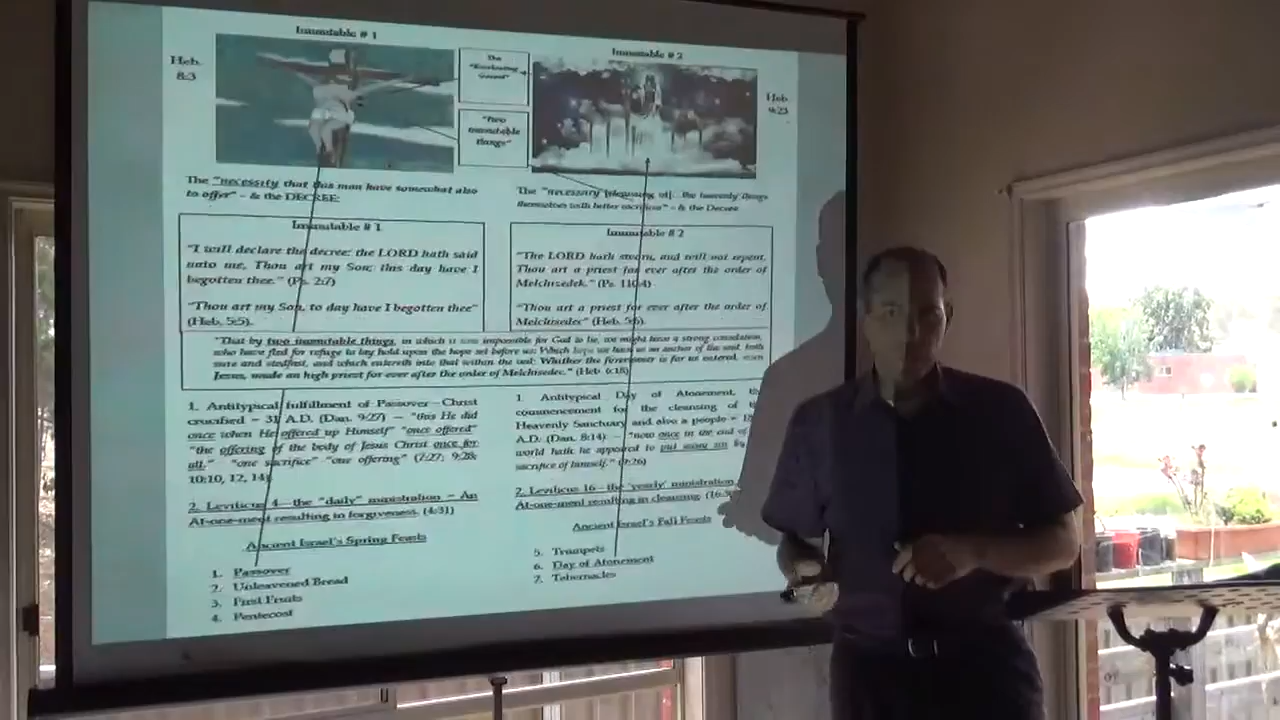 Immutable # 1
Immutable # 2
Heb.
8:3
The
"Everlasting
"Two
immutable
things"
Heb
9:23
The "necessity that this man have somewhat also
to offer" – & the DECREE:
The "necessary [cleansing of] the heavenly things
themselves with better sacrifices" – & the Decree
Immutable # 1
"I will declare the decree: the LORD hath said
unto me, Thou art my Son; this day have I
begotten thee." (Ps. 2:7)
"Thou art my Son, to day have I begotten thee"
(Heb. 5:5).
Immutable # 2
"The LORD hath sworn, and will not repent,
Thou art a priest for ever after the order of
Melchizedek." (Ps. 110:4)
"Thou art a priest for ever after the order of
Melchisedec" (Heb. 5:6).
"That by two immutable things, in which it was impossible for God to lie, we might have a strong consolation,
who have fled for refuge to lay hold upon the hope set before us: Which hope we have as an anchor of the soul, both
sure and stedfast, and which entereth into that within the veil; Whither the forerunner is for us entered, even
Jesus, made an high priest for ever after the order of Melchisedec." (Heb. 6:18)
1. Antitypical fulfillment of Passover – Christ
crucified = 31 A.D. (Dan. 9/27) – "this He did
once when He offered up Himself" "once offered"
"the offering of the body of Jesus Christ once for
all." "one sacrifice" "one offering" (7:27; 9:28;
10:10, 12, 14)
2. Leviticus 4 – the "daily" ministration – An
At-one-ment resulting in forgiveness. (4:31)
Ancient Israel's Spring Feasts
1. Passover
2. Unleavened Bread
3. First Fruits
4. Pentecost
1. Antitypical Day of Atonement, the
commencement for the cleansing of
Heavenly Sanctuary and also a people =
A.D. (Dan. 8:14) – "now once in the end of
world hath he appeared to put away sin by
sacrifice of himself." (9:26)
2. Leviticus 16 – the 'yearly' ministration
At-one-ment resulting in cleansing.
Ancient Israel's Fall Feasts
5. Trumpets
6. Day of Atonement
7. Tabernacles